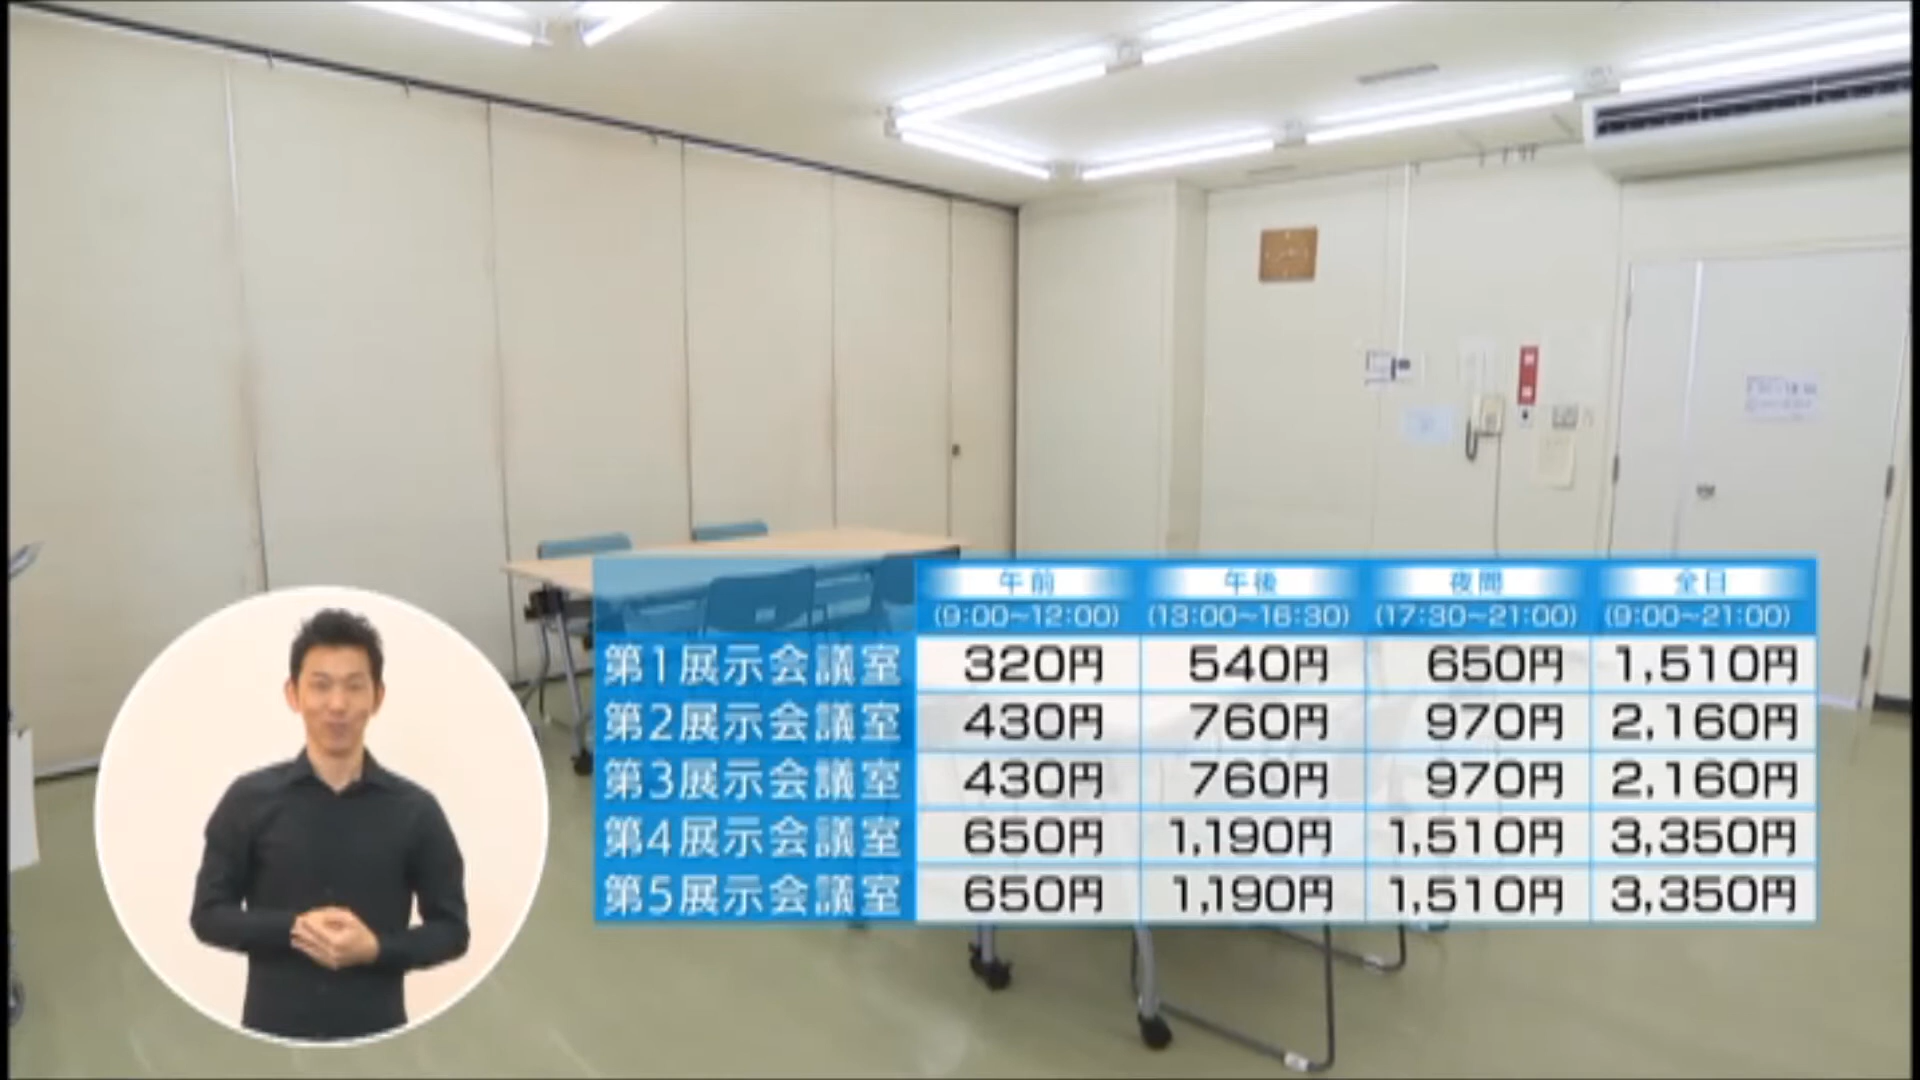 午前 午後 夜間 全日
(9:00~12:00) (13:00~16:30) (17:30~21:00) (9:00~21:00)
第1展示会議室 320円 540円 650円 1,510円
第2展示会議室 430円 760円 970円 2,160円
第3展示会議室 430円 760円 970円 2,160円
第4展示会議室 650円 1,190円 1,510円 3,350円
第5展示会議室 650円 1,190円 1,510円 3,350円